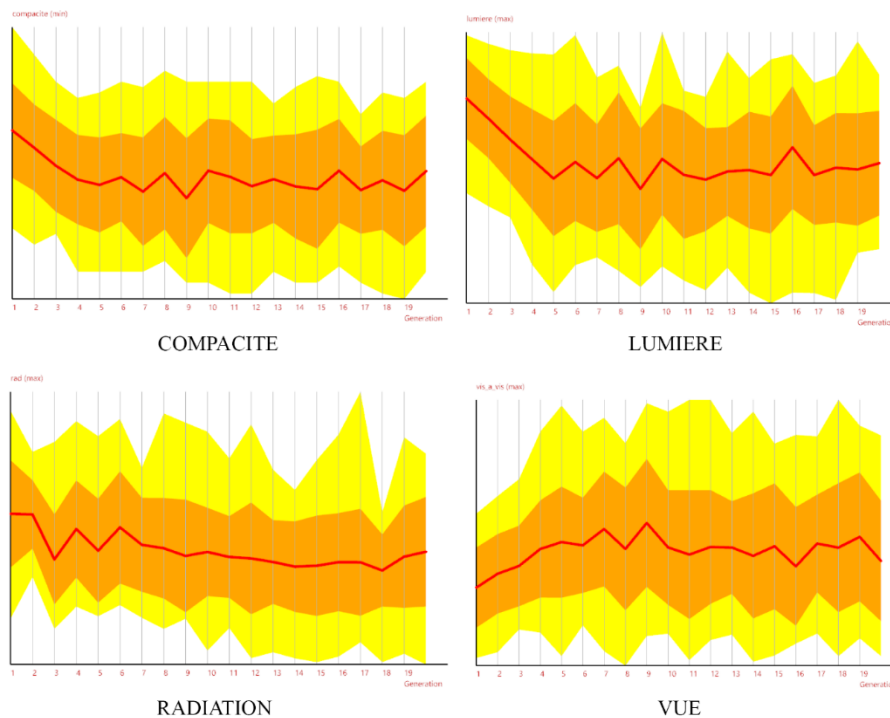 compacite (min)
1 2 3 4 5 6 7 8 9 10 11 12 13 14 15 16 17 18 19
Generation
COMPACITE
lumiere (max)
1 2 3 4 5 6 7 8 9 10 11 12 13 14 15 16 17 18 19
Generation
LUMIERE
rad (max)
1 2 3 4 5 6 7 8 9 10 11 12 13 14 15 16 17 18 19
Generation
RADIATION
vis_a_vis (max)
1 2 3 4 5 6 7 8 9 10 11 12 13 14 15 16 17 18 19
Generation
VUE